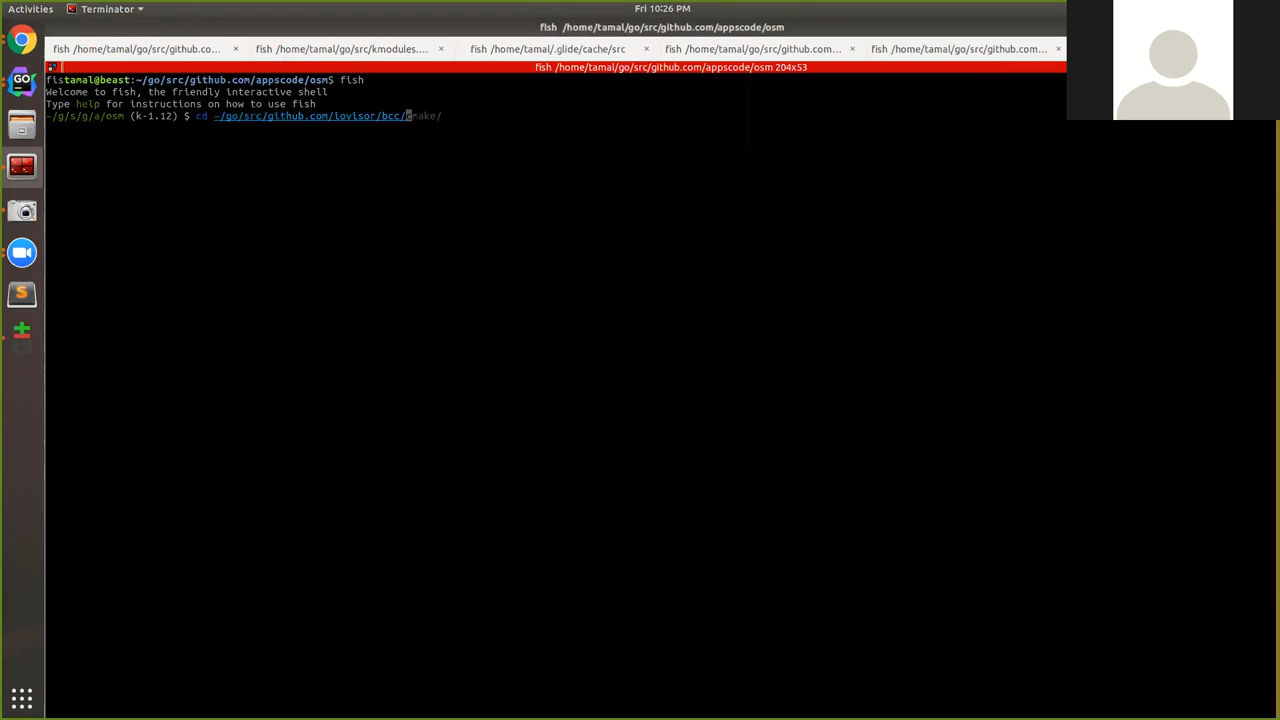 Activities
Terminator
Fri 10:26 PM
fish /home/tamal/go/src/github.com/appscode/osm
fish /home/tamal/go/src/github.co... ×
fish /home/tamal/go/src/kmodules.... ×
fish /home/tamal/.glide/cache/src ×
fish /home/tamal/go/src/github.com... ×
fish /home/tamal/go/src/github.com... ×
fish /home/tamal/go/src/github.com/appscode/osm 204x53
fistamal@beast:~/go/src/github.com/appscode/osm$ fish
Welcome to fish, the friendly interactive shell
Type help for instructions on how to use fish
~/g/s/g/a/osm (k-1.12) $ cd ~/go/src/github.com/iovisor/bcc/cmake/
GO
S